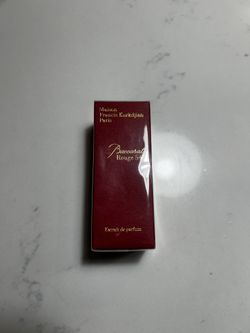 Maison
Francis Kurkdjian
Paris
Baccarat
Rouge 540
Extrait de parfum